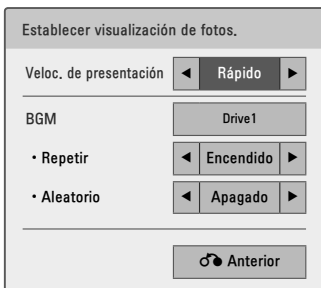 Establecer visualización de fotos.
Veloc. de presentación ◄ Rápido ►
BGM Drive1
• Repetir ◄ Encendido ►
• Aleatorio ◄ Apagado ►
Anterior